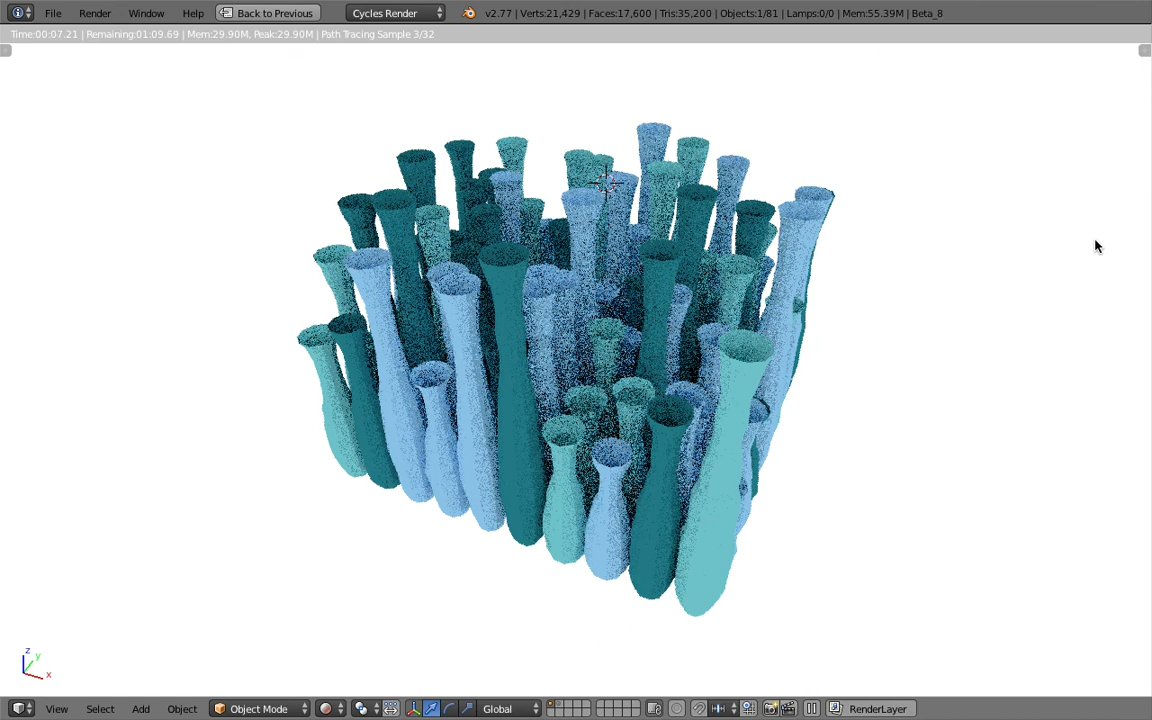 File Render Window Help Back to Previous Cycles Render v2.77 | Verts:21,429 | Faces:17,600 | Tris:35,200 | Objects:1/81 | Lamps:0/0 | Mem:55.39M | Beta_8
Time:00:07.21 | Remaining:01:09.69 | Mem:29.90M, Peak:29.90M | Path Tracing Sample 3/32
z
y
x
View Select Add Object Object Mode Global RenderLayer